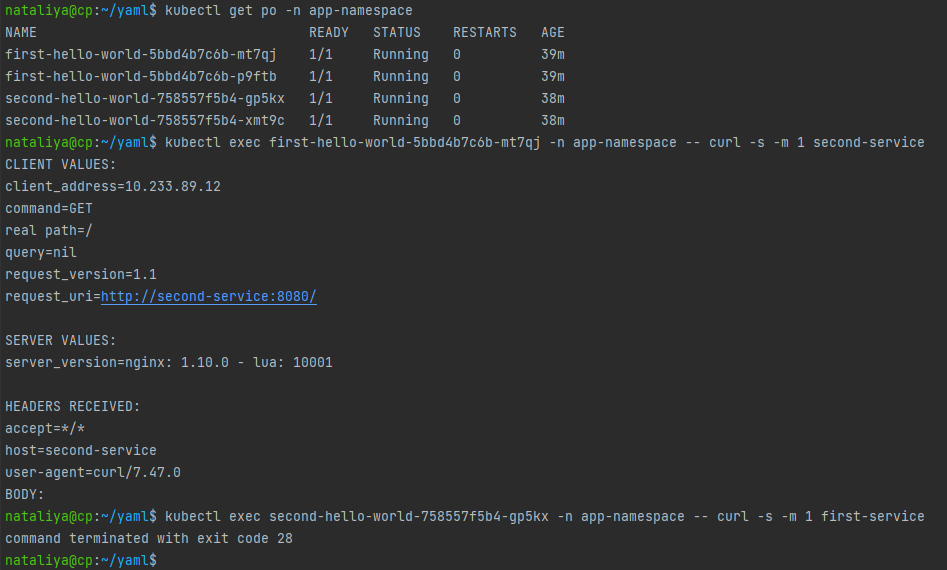 nataliya@cp:~/yaml$ kubectl get po -n app-namespace
NAME                                  READY   STATUS    RESTARTS   AGE
first-hello-world-5bbd4b7c6b-mt7qj    1/1     Running   0          39m
first-hello-world-5bbd4b7c6b-p9ftb    1/1     Running   0          39m
second-hello-world-758557f5b4-gp5kx   1/1     Running   0          38m
second-hello-world-758557f5b4-xmt9c   1/1     Running   0          38m
nataliya@cp:~/yaml$ kubectl exec first-hello-world-5bbd4b7c6b-mt7qj -n app-namespace -- curl -s -m 1 second-service
CLIENT VALUES:
client_address=10.233.89.12
command=GET
real path=/
query=nil
request_version=1.1
request_uri=http://second-service:8080/

SERVER VALUES:
server_version=nginx: 1.10.0 - lua: 10001

HEADERS RECEIVED:
accept=*/*
host=second-service
user-agent=curl/7.47.0
BODY:
nataliya@cp:~/yaml$ kubectl exec second-hello-world-758557f5b4-gp5kx -n app-namespace -- curl -s -m 1 first-service
command terminated with exit code 28
nataliya@cp:~/yaml$